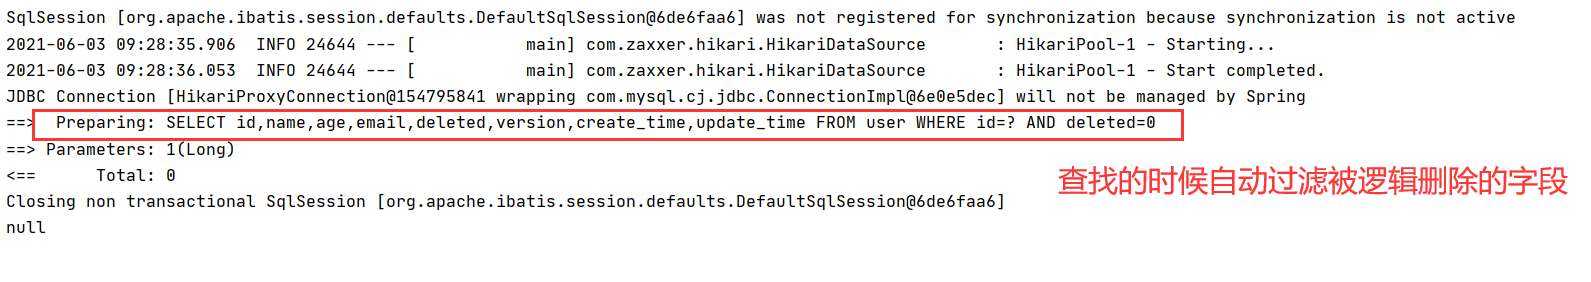 SqlSession [org.apache.ibatis.session.defaults.DefaultSqlSession@6de6faa6] was not registered for synchronization because synchronization is not active
2021-06-03 09:28:35.906  INFO 24644 --- [           main] com.zaxxer.hikari.HikariDataSource       : HikariPool-1 - Starting...
2021-06-03 09:28:36.053  INFO 24644 --- [           main] com.zaxxer.hikari.HikariDataSource       : HikariPool-1 - Start completed.
JDBC Connection [HikariProxyConnection@154795841 wrapping com.mysql.cj.jdbc.ConnectionImpl@6e0e5dec] will not be managed by Spring
==>  Preparing: SELECT id,name,age,email,deleted,version,create_time,update_time FROM user WHERE id=? AND deleted=0
==> Parameters: 1(Long)
<==      Total: 0
查找的时候自动过滤被逻辑删除的字段
Closing non transactional SqlSession [org.apache.ibatis.session.defaults.DefaultSqlSession@6de6faa6]
null